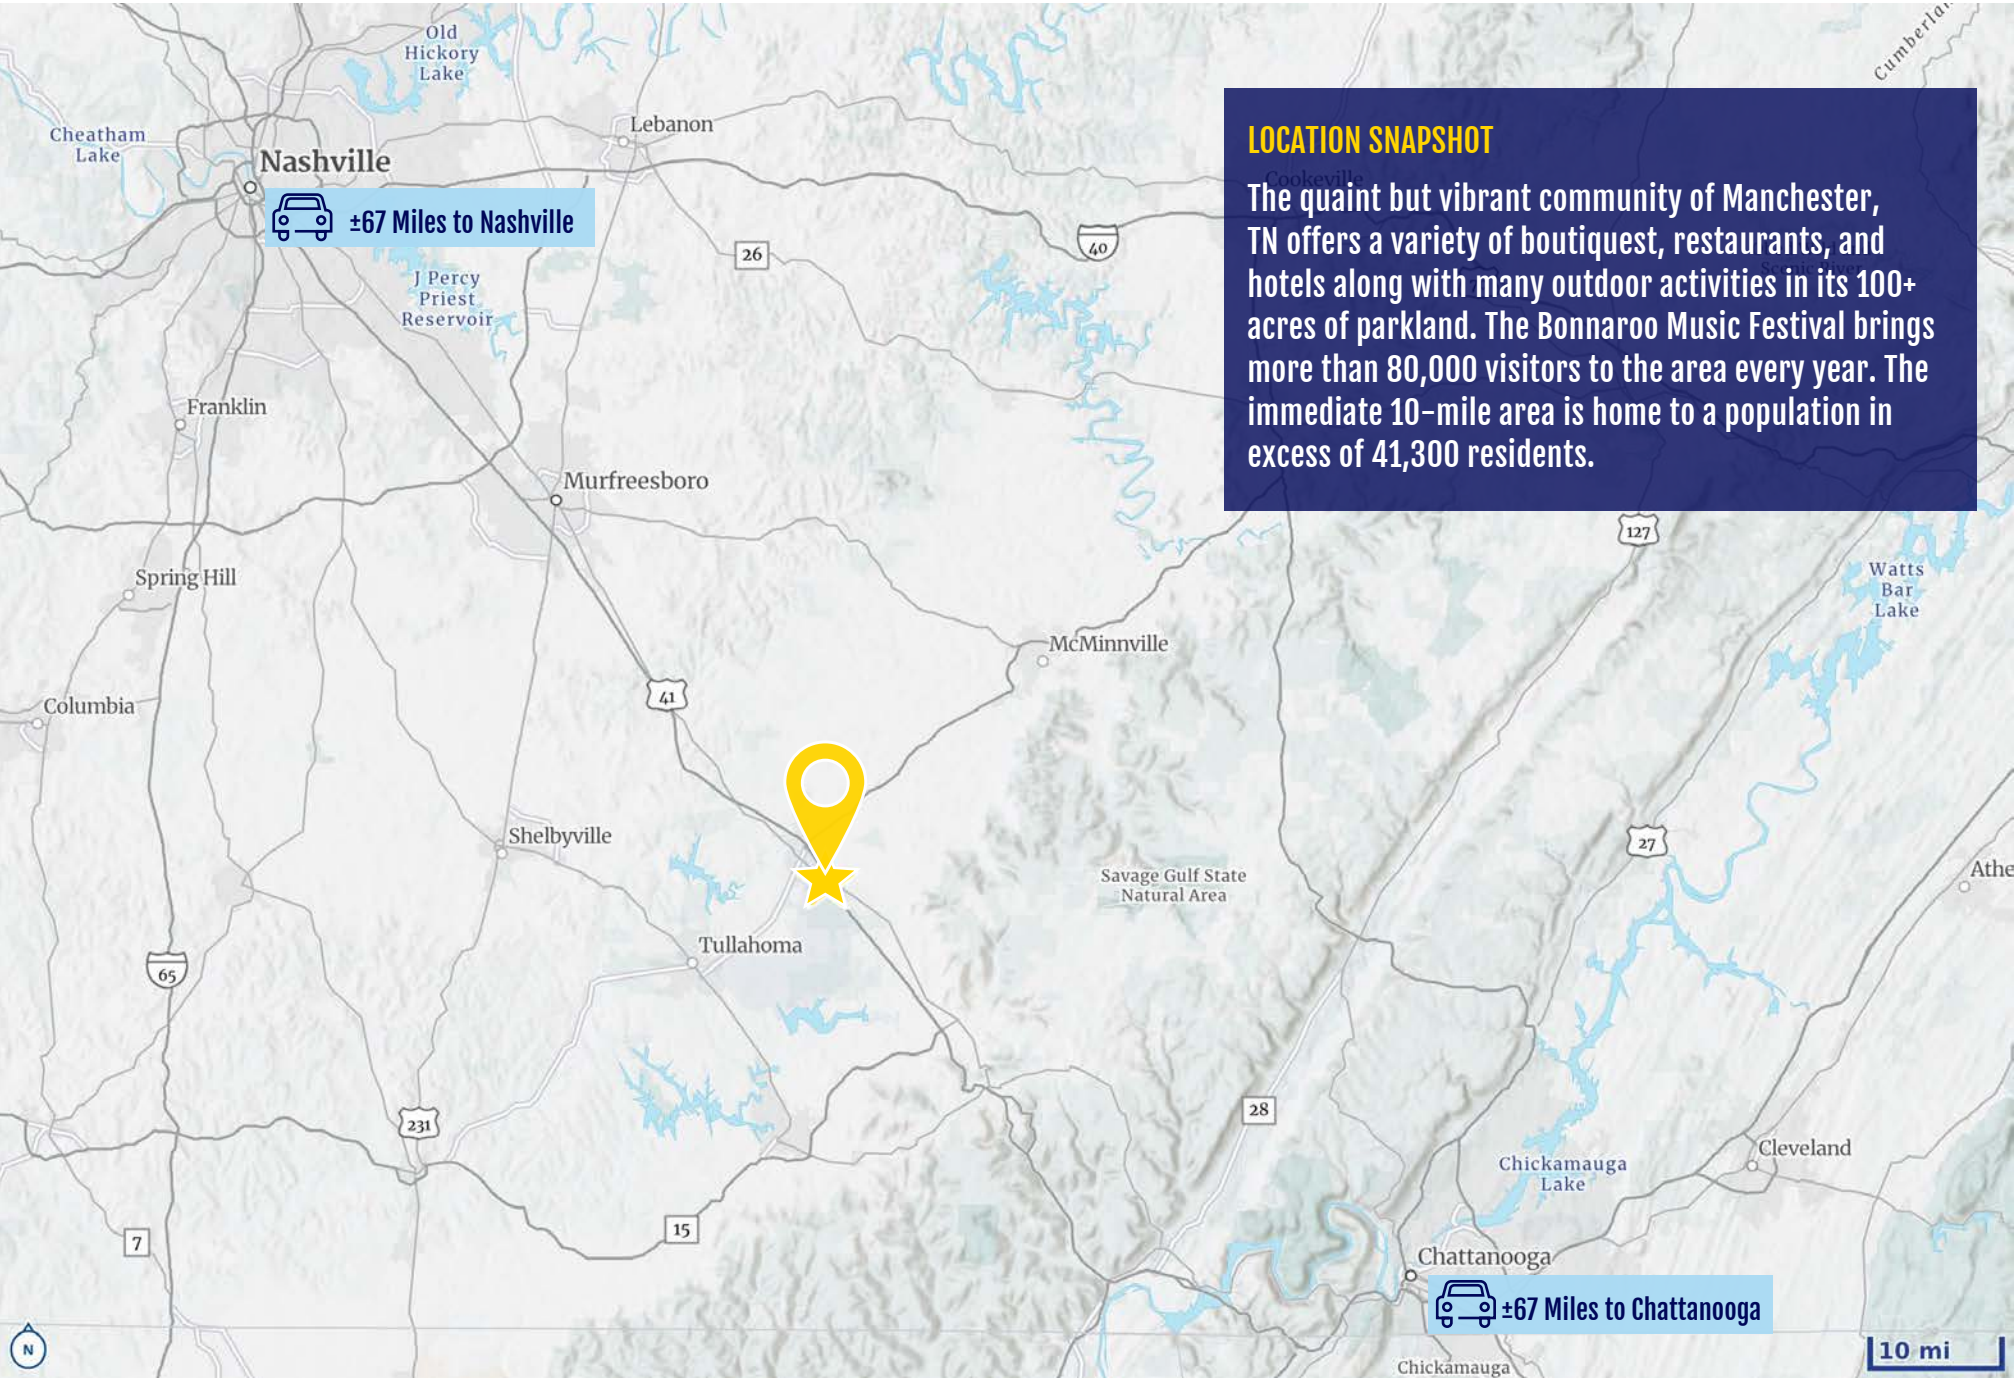 Old
Hickory
Lake
Cumberla
Cheatham
Lake
Lebanon
Nashville
±67 Miles to Nashville
26
40
J Percy
Priest
Reservoir
LOCATION SNAPSHOT
Cookeville
The quaint but vibrant community of Manchester,
TN offers a variety of boutiquest, restaurants, and
Scenic River
hotels along with many outdoor activities in its 100+
acres of parkland. The Bonnaroo Music Festival brings
more than 80,000 visitors to the area every year. The
immediate 10-mile area is home to a population in
excess of 41,300 residents.
Franklin
Murfreesboro
127
Spring Hill
Watts
Bar
Lake
McMinnville
41
Columbia
Shelbyville
27
Savage Gulf State
Natural Area
Athe
Tullahoma
65
28
231
Cleveland
Chickamauga
Lake
15
7
Chattanooga
±67 Miles to Chattanooga
N
10 mi
Chickamauga